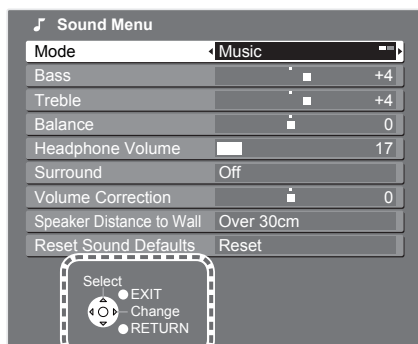 Sound Menu
Mode Music
Bass +4
Treble +4
Balance 0
Headphone Volume 17
Surround Off
Volume Correction 0
Speaker Distance to Wall Over 30cm
Reset Sound Defaults Reset
Select
EXIT
Change
RETURN